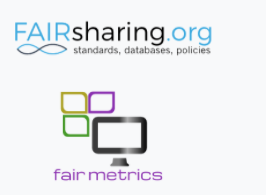 FAIRsharing.org
standards, databases, policies
fair metrics